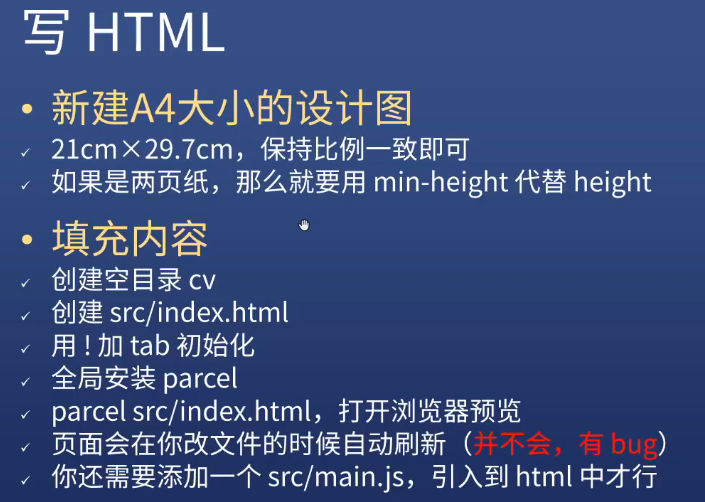 写 HTML
• 新建A4大小的设计图
✓ 21cm×29.7cm，保持比例一致即可
✓ 如果是两页纸，那么就要用 min-height 代替 height
• 填充内容
✓ 创建空目录 cv
✓ 创建 src/index.html
✓ 用 ! 加 tab 初始化
✓ 全局安装 parcel
✓ parcel src/index.html，打开浏览器预览
✓ 页面会在你改文件的时候自动刷新（并不会，有 bug）
✓ 你还需要添加一个 src/main.js，引入到 html 中才行